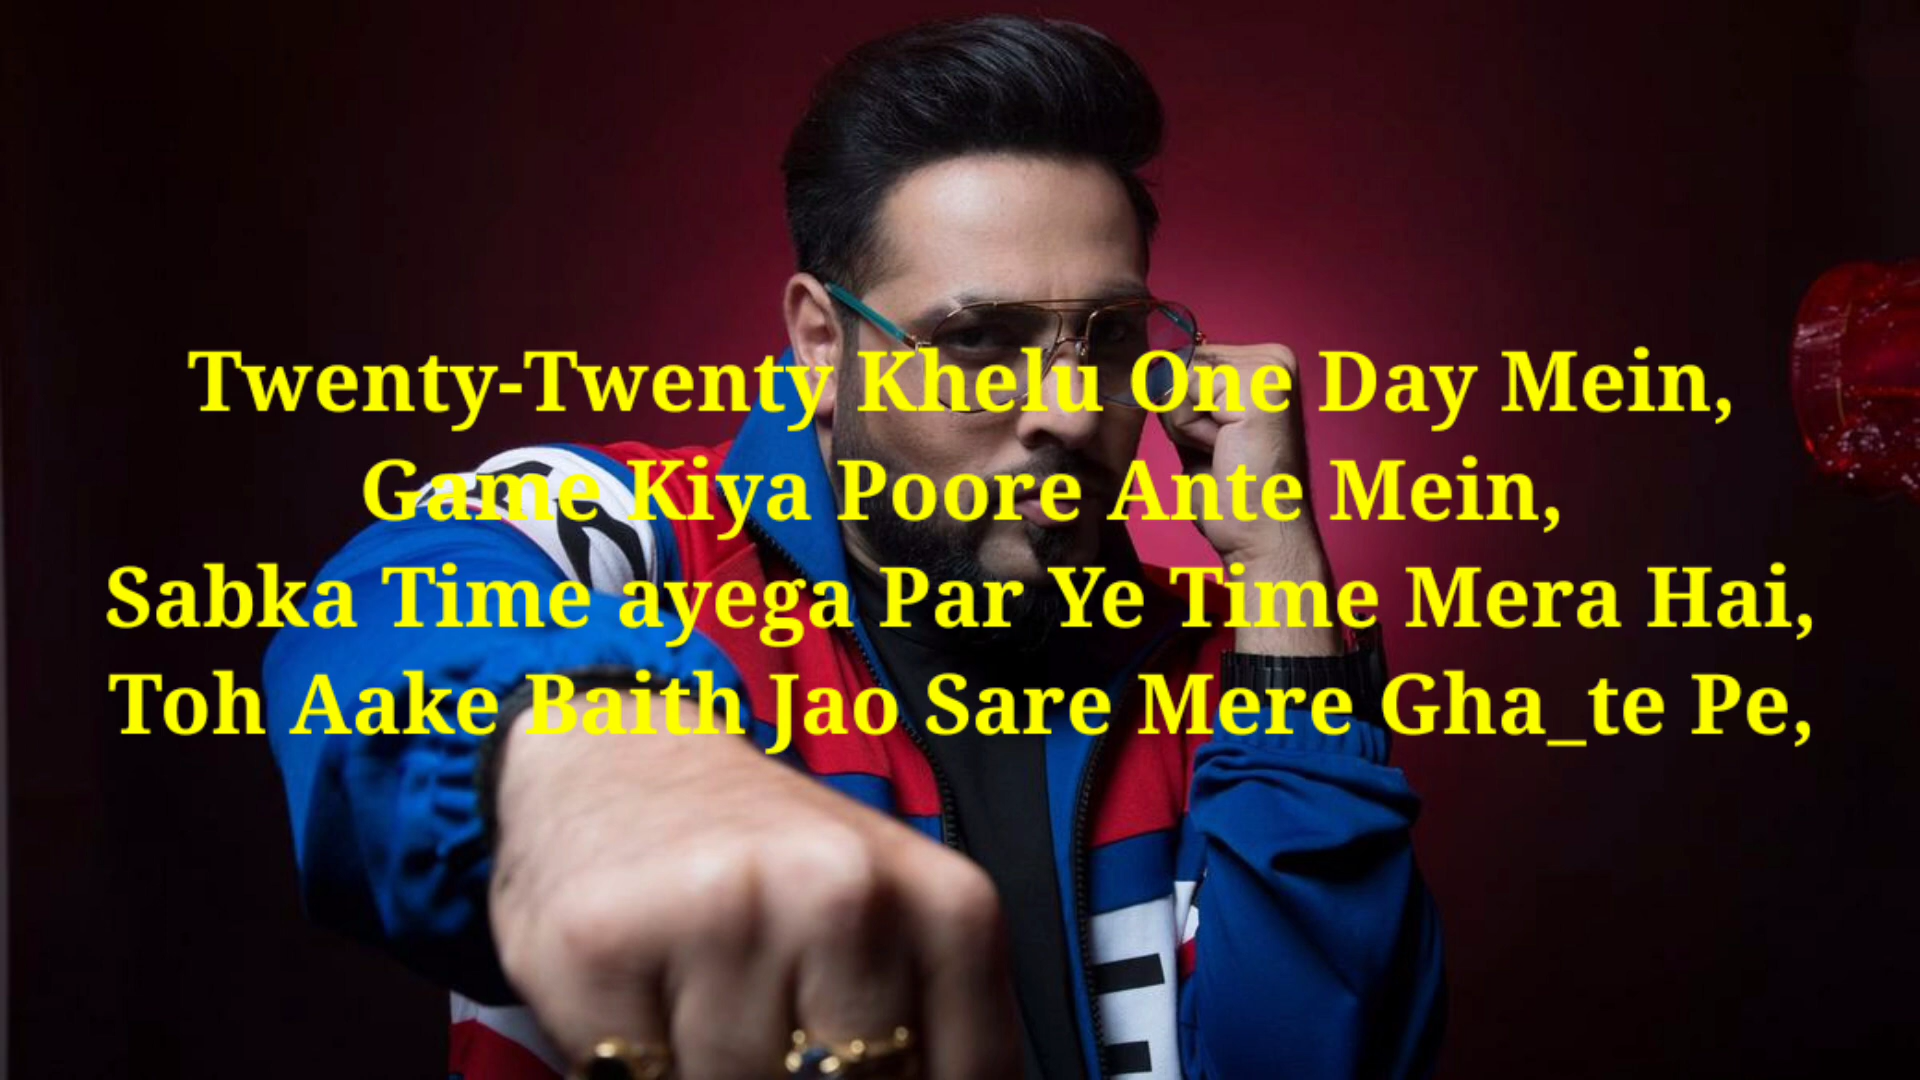 Twenty-Twenty Khelu One Day Mein,
Game Kiya Poore Ante Mein,
Sabka Time ayega Par Ye Time Mera Hai,
Toh Aake Baith Jao Sare Mere Gha_te Pe,